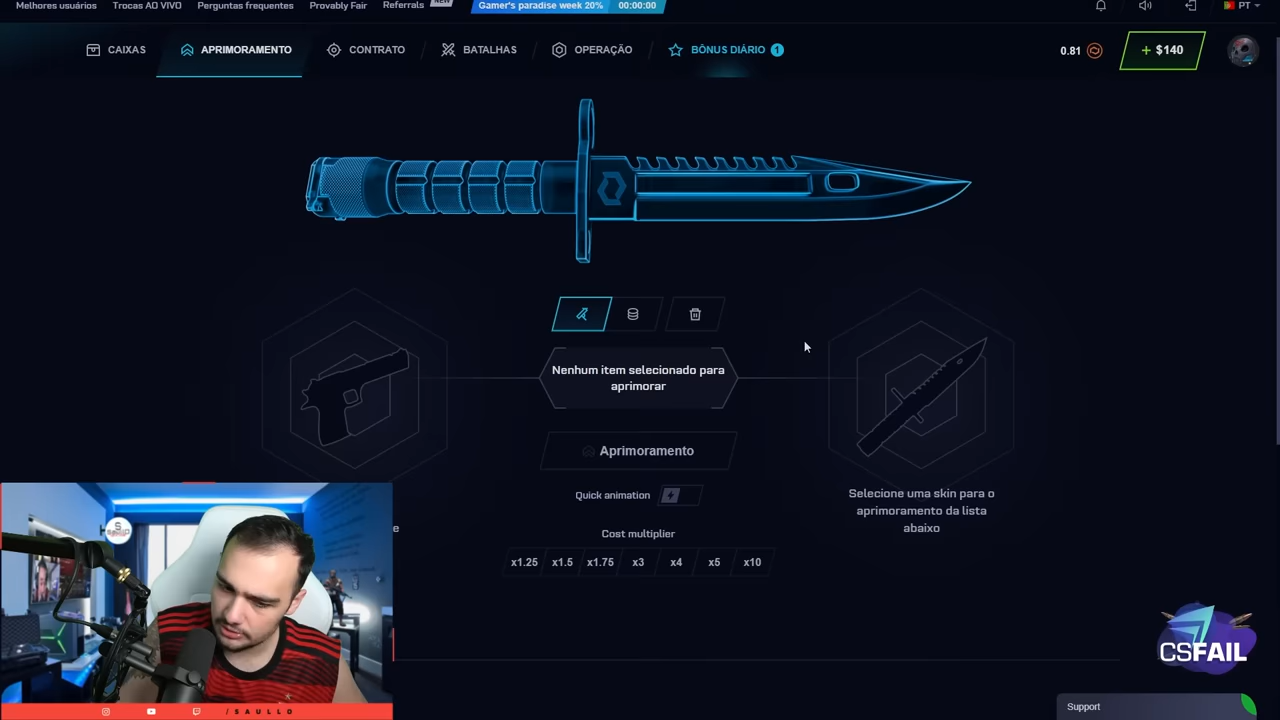 Melhores usuários
Trocas AO VIVO
Perguntas frequentes
Provably Fair
Referrals
NEW
Gamer's paradise week 20%
00:00:00
PT
CAIXAS
APRIMORAMENTO
CONTRATO
BATALHAS
OPERAÇÃO
BÔNUS DIÁRIO
1
0.81
+ $140
Nenhum item selecionado para
aprimorar
Aprimoramento
Quick animation
Selecione uma skin para o
aprimoramento da lista
abaixo
e
Cost multiplier
x1.25
x1.5
x1.75
x3
x4
x5
x10
CSFAIL
Support
/SAULLO